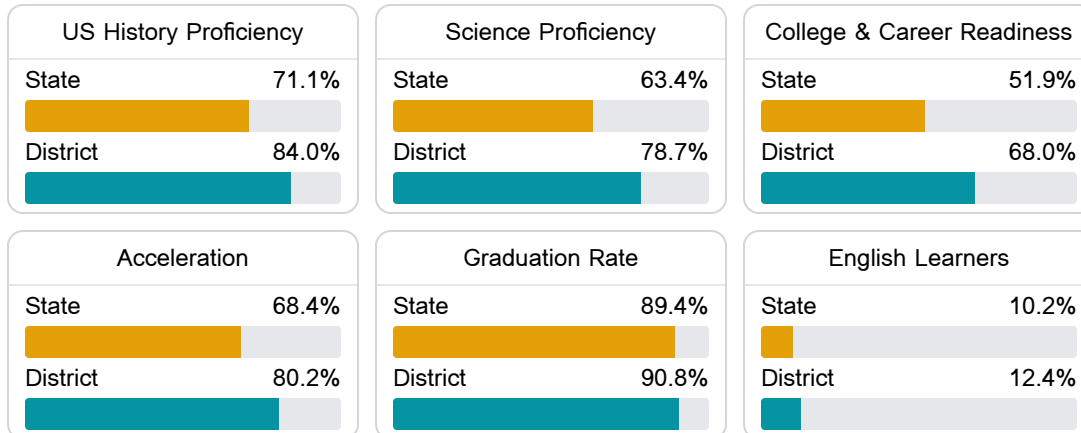 US History Proficiency
State 71.1%
District 84.0%
Science Proficiency
State 63.4%
District 78.7%
College & Career Readiness
State 51.9%
District 68.0%
Acceleration
State 68.4%
District 80.2%
Graduation Rate
State 89.4%
District 90.8%
English Learners
State 10.2%
District 12.4%